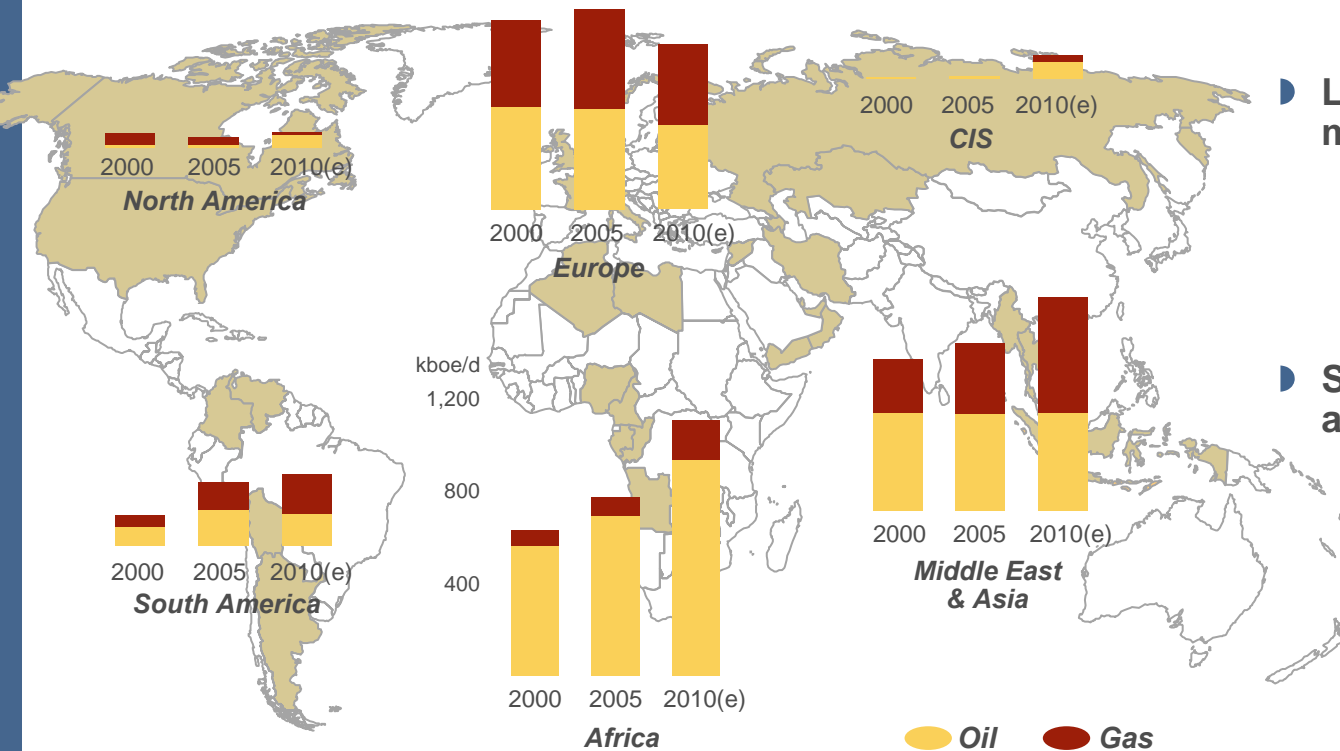 2000 2005 2010(e)
North America
2000 2005 2010(e)
Europe
2000 2005 2010(e)
CIS
kboe/d
1,200
800
400
2000 2005 2010(e)
South America
2000 2005 2010(e)
Africa
2000 2005 2010(e)
Middle East
& Asia
Oil Gas